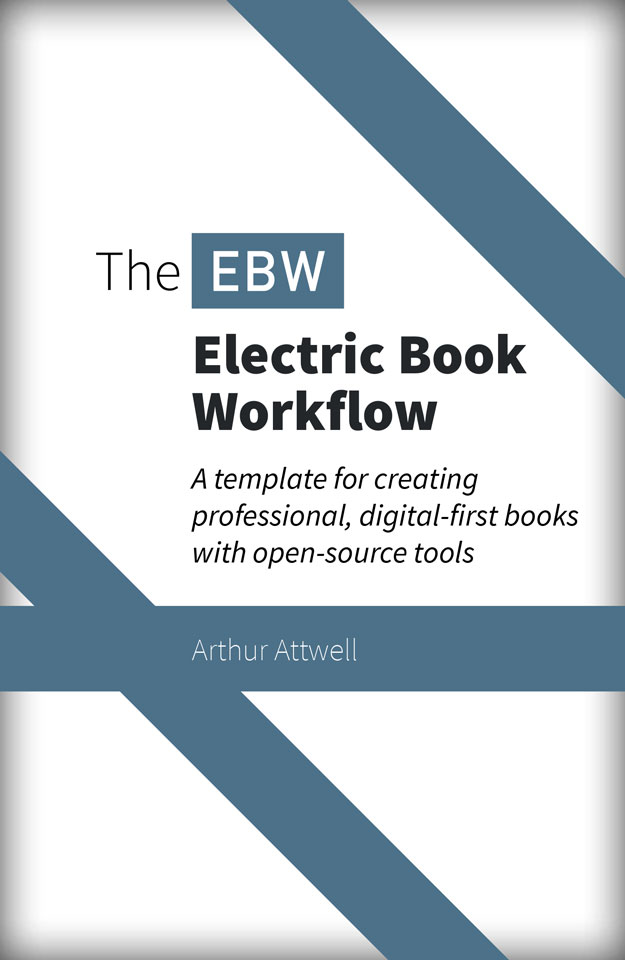 The EBW
Electric Book
Workflow
A template for creating
professional, digital-first books
with open-source tools
Arthur Attwell